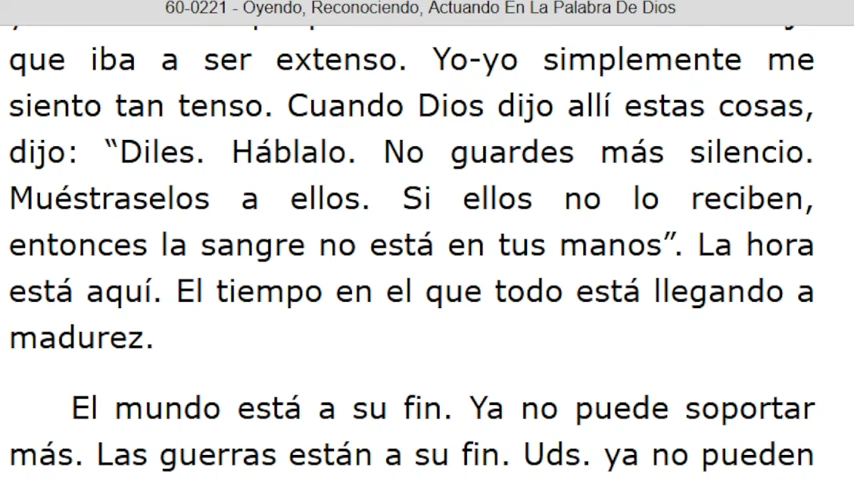 60-0221 - Oyendo, Reconociendo, Actuando En La Palabra De Dios
que iba a ser extenso. Yo-yo simplemente me
siento tan tenso. Cuando Dios dijo allí estas cosas,
dijo: “Diles. Háblalo. No guardes más silencio.
Muéstraselos a ellos. Si ellos no lo reciben,
entonces la sangre no está en tus manos”. La hora
está aquí. El tiempo en el que todo está llegando a
madurez.
El mundo está a su fin. Ya no puede soportar
más. Las guerras están a su fin. Uds. ya no pueden